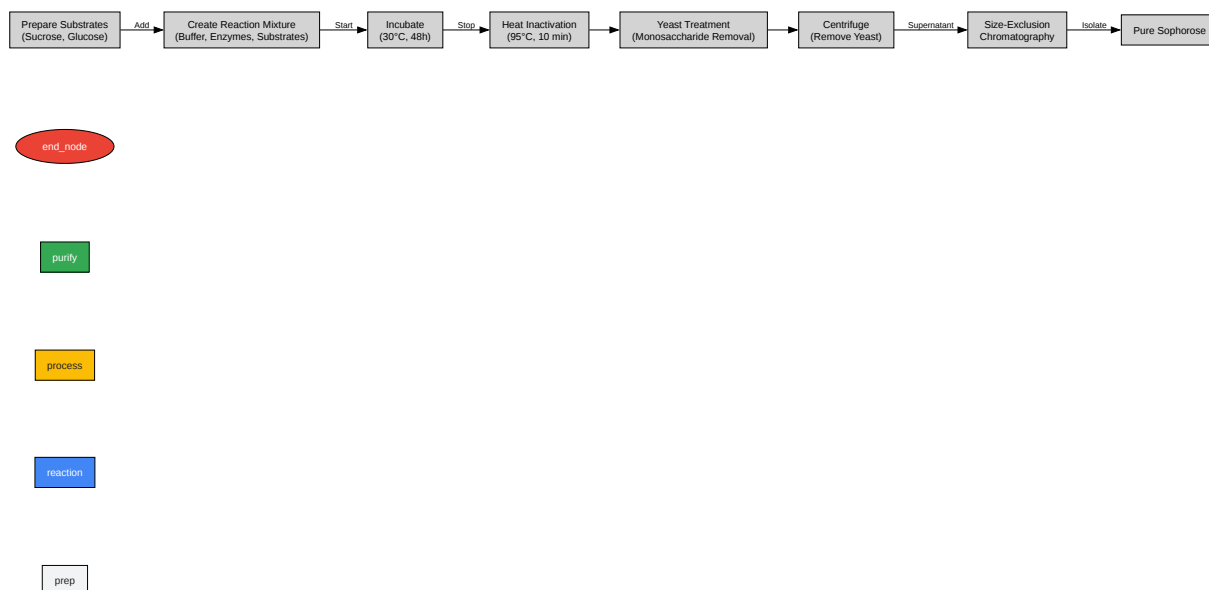 Prepare Substrates
(Sucrose, Glucose)
Add
Create Reaction Mixture
(Buffer, Enzymes, Substrates)
Start
Incubate
(30°C, 48h)
Stop
Heat Inactivation
(95°C, 10 min)
Yeast Treatment
(Monosaccharide Removal)
Centrifuge
(Remove Yeast)
Supernatant
Size-Exclusion
Chromatography
Isolate
Pure Sophorose
end_node
purify
process
reaction
prep